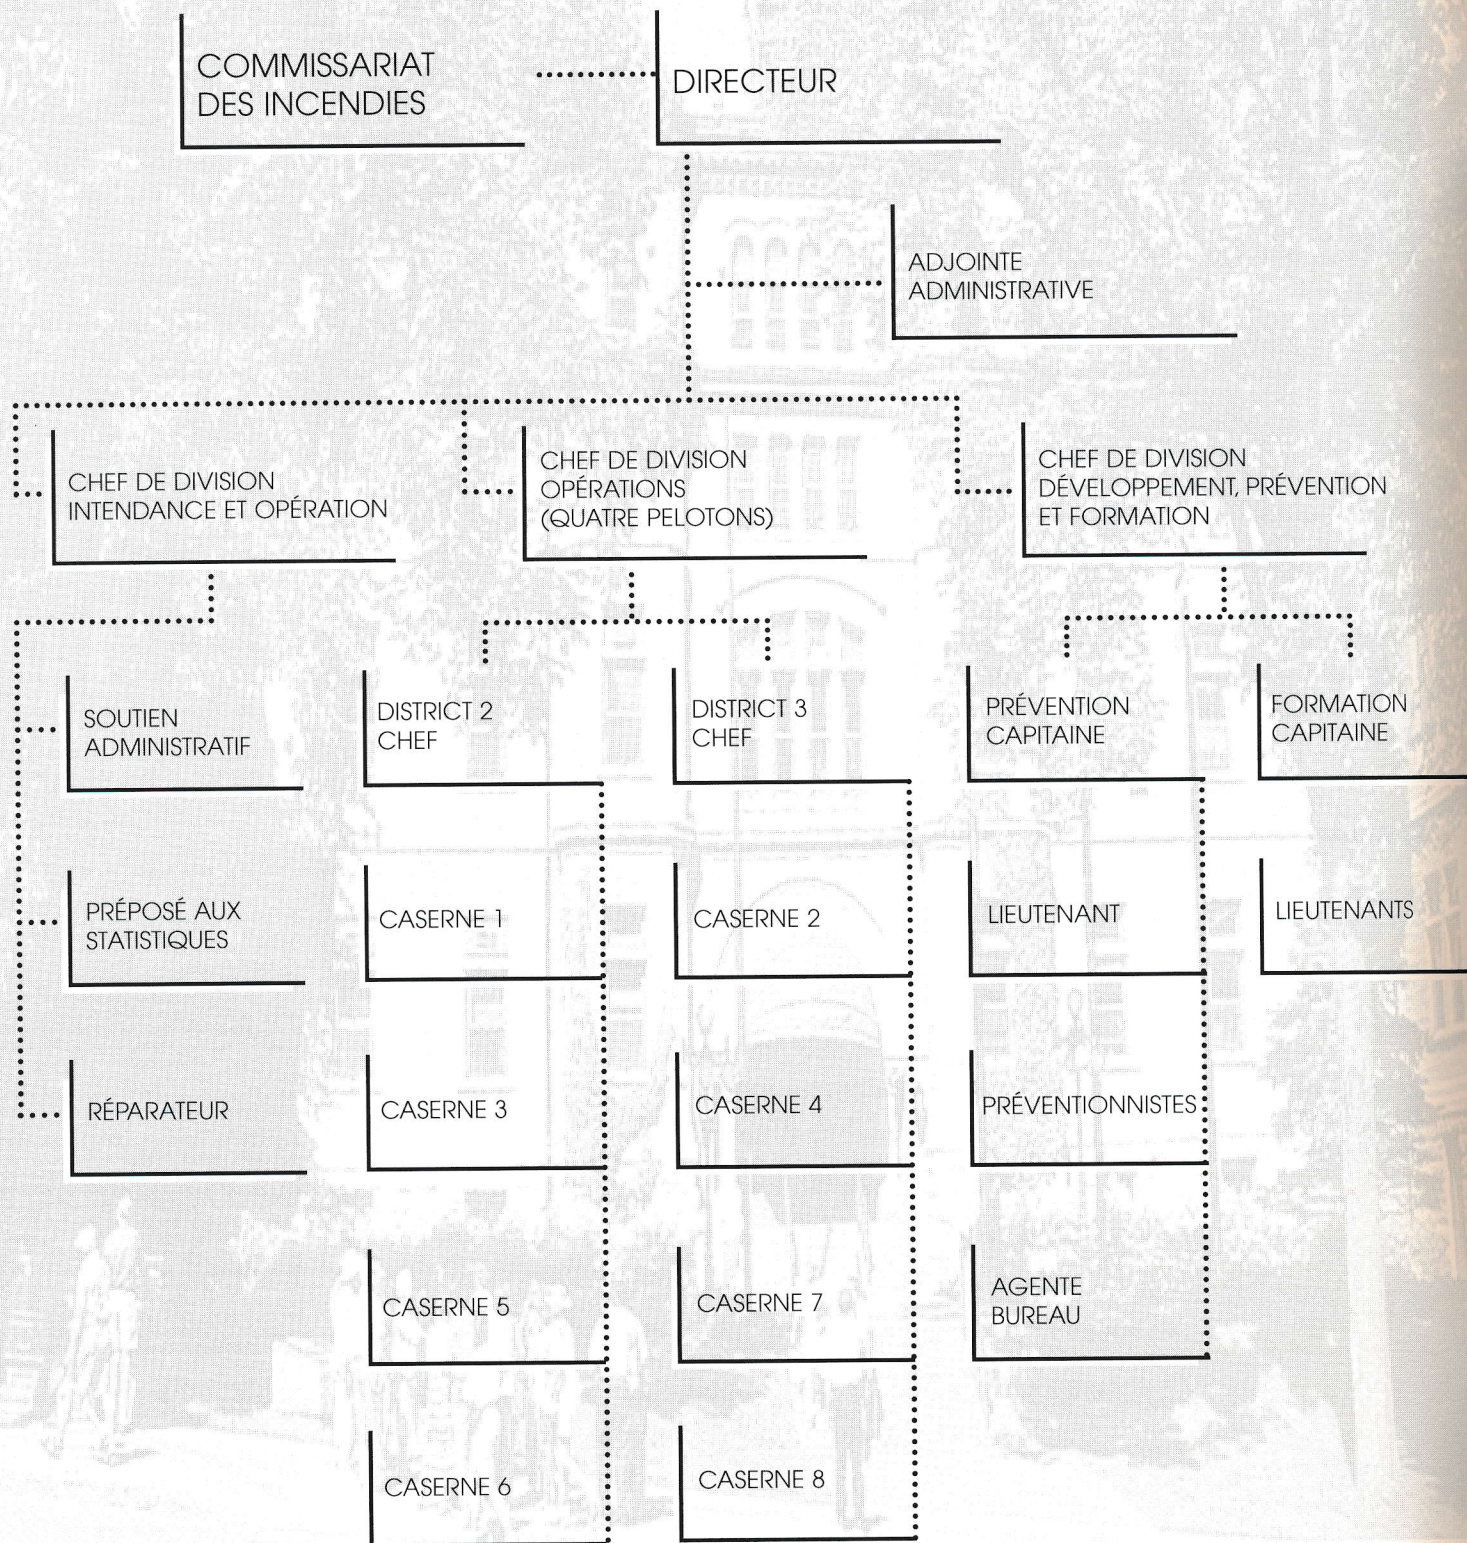 COMMISSARIAT
DES INCENDIES
DIRECTEUR
ADJOINTE
ADMINISTRATIVE
CHEF DE DIVISION
INTENDANCE ET OPÉRATION
CHEF DE DIVISION
OPÉRATIONS
(QUATRE PELOTONS)
CHEF DE DIVISION
DÉVELOPPEMENT, PRÉVENTION
ET FORMATION
SOUTIEN
ADMINISTRATIF
DISTRICT 2
CHEF
DISTRICT 3
CHEF
PRÉVENTION
CAPITAINE
FORMATION
CAPITAINE
PRÉPOSÉ AUX
STATISTIQUES
CASERNE 1
CASERNE 2
LIEUTENANT
LIEUTENANTS
RÉPARATEUR
CASERNE 3
CASERNE 4
PRÉVENTIONNISTES
CASERNE 5
CASERNE 7
AGENTE
BUREAU
CASERNE 6
CASERNE 8